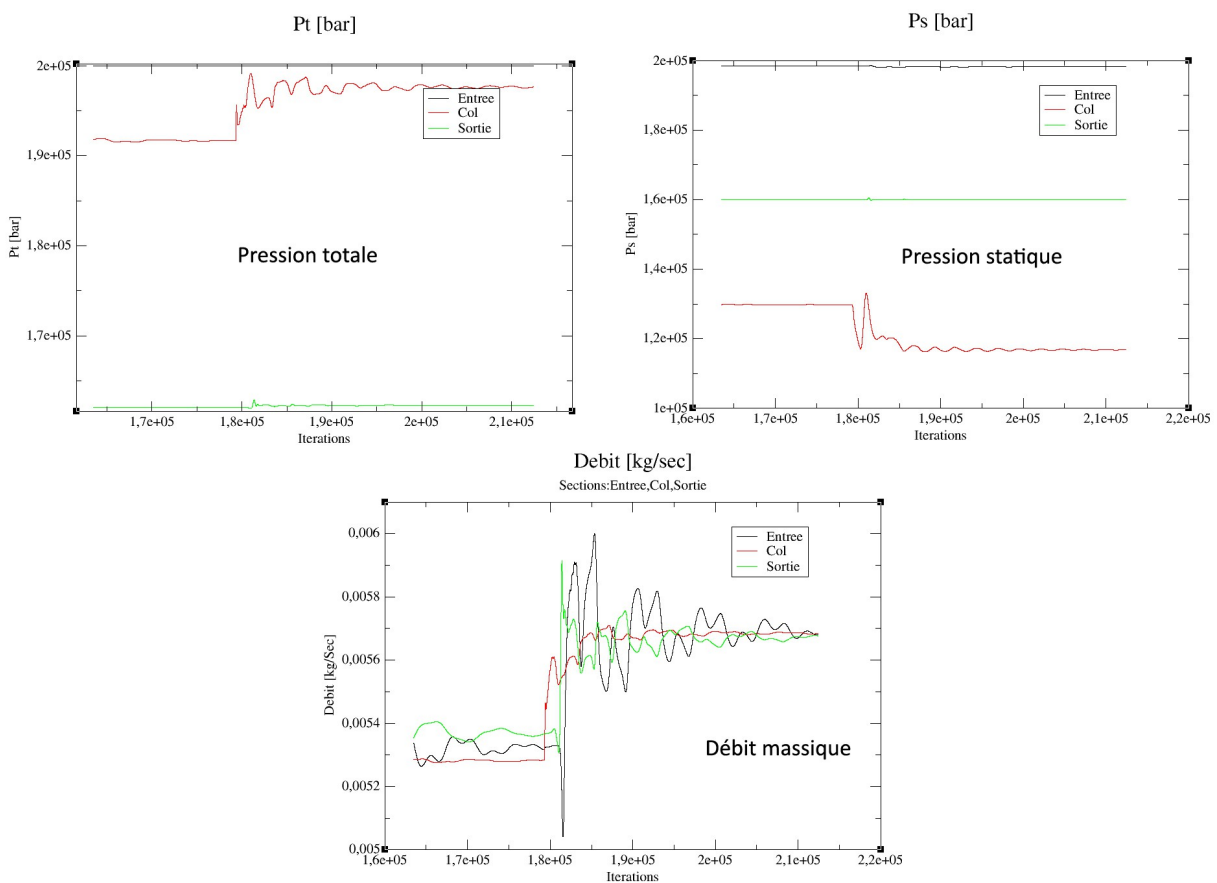 Pt [bar]
2e+05
1,9e+05
1,8e+05
1,7e+05
Pt [bar]
Entree
Col
Sortie
Pression totale
1,7e+05 1,8e+05 1,9e+05 2e+05 2,1e+05
Iterations
Ps [bar]
2e+05
1,8e+05
1,6e+05
1,4e+05
1,2e+05
1e+05
Ps [bar]
Entree
Col
Sortie
Pression statique
1,6e+05 1,7e+05 1,8e+05 1,9e+05 2e+05 2,1e+05 2,2e+05
Iterations
Debit [kg/sec]
Sections:Entree,Col,Sortie
0,006
0,0058
0,0056
0,0054
0,0052
0,005
Debit [kg/Sec]
Entree
Col
Sortie
Débit massique
1,6e+05 1,7e+05 1,8e+05 1,9e+05 2e+05 2,1e+05 2,2e+05
Iterations